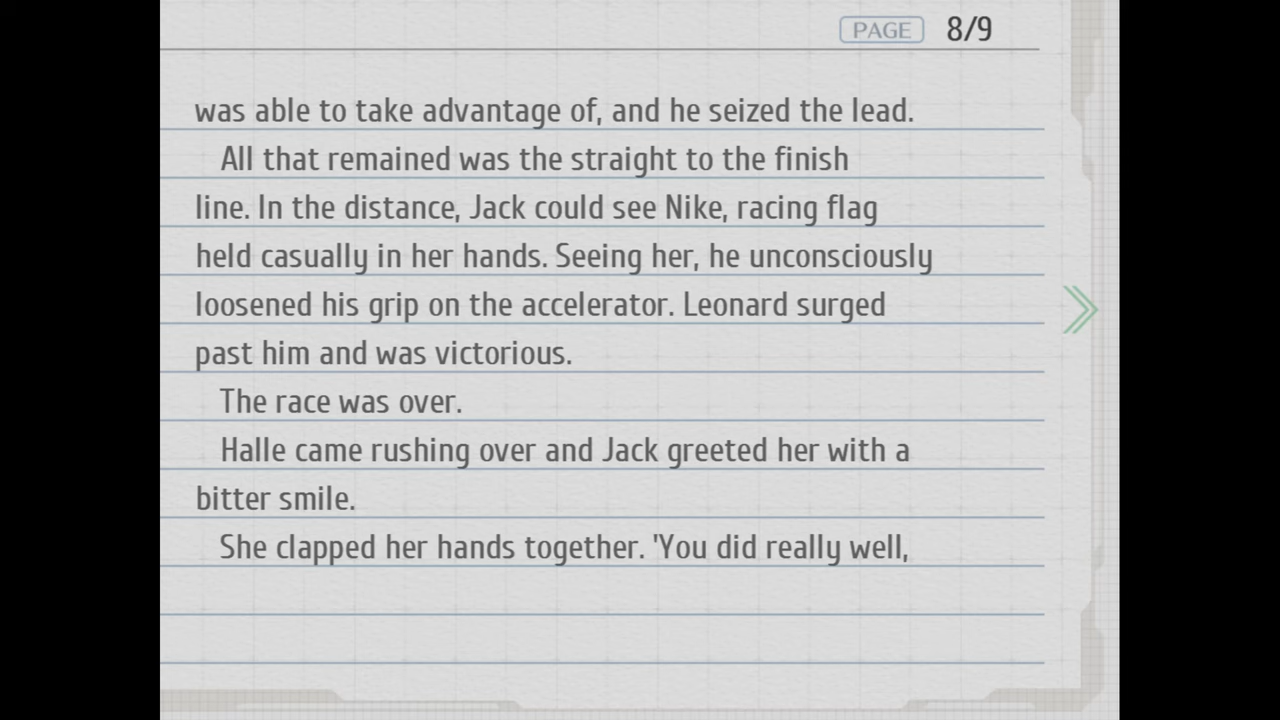 PAGE 8/9
was able to take advantage of, and he seized the lead.
All that remained was the straight to the finish
line. In the distance, Jack could see Nike, racing flag
held casually in her hands. Seeing her, he unconsciously
loosened his grip on the accelerator. Leonard surged
past him and was victorious.
The race was over.
Halle came rushing over and Jack greeted her with a
bitter smile.
She clapped her hands together. 'You did really well,